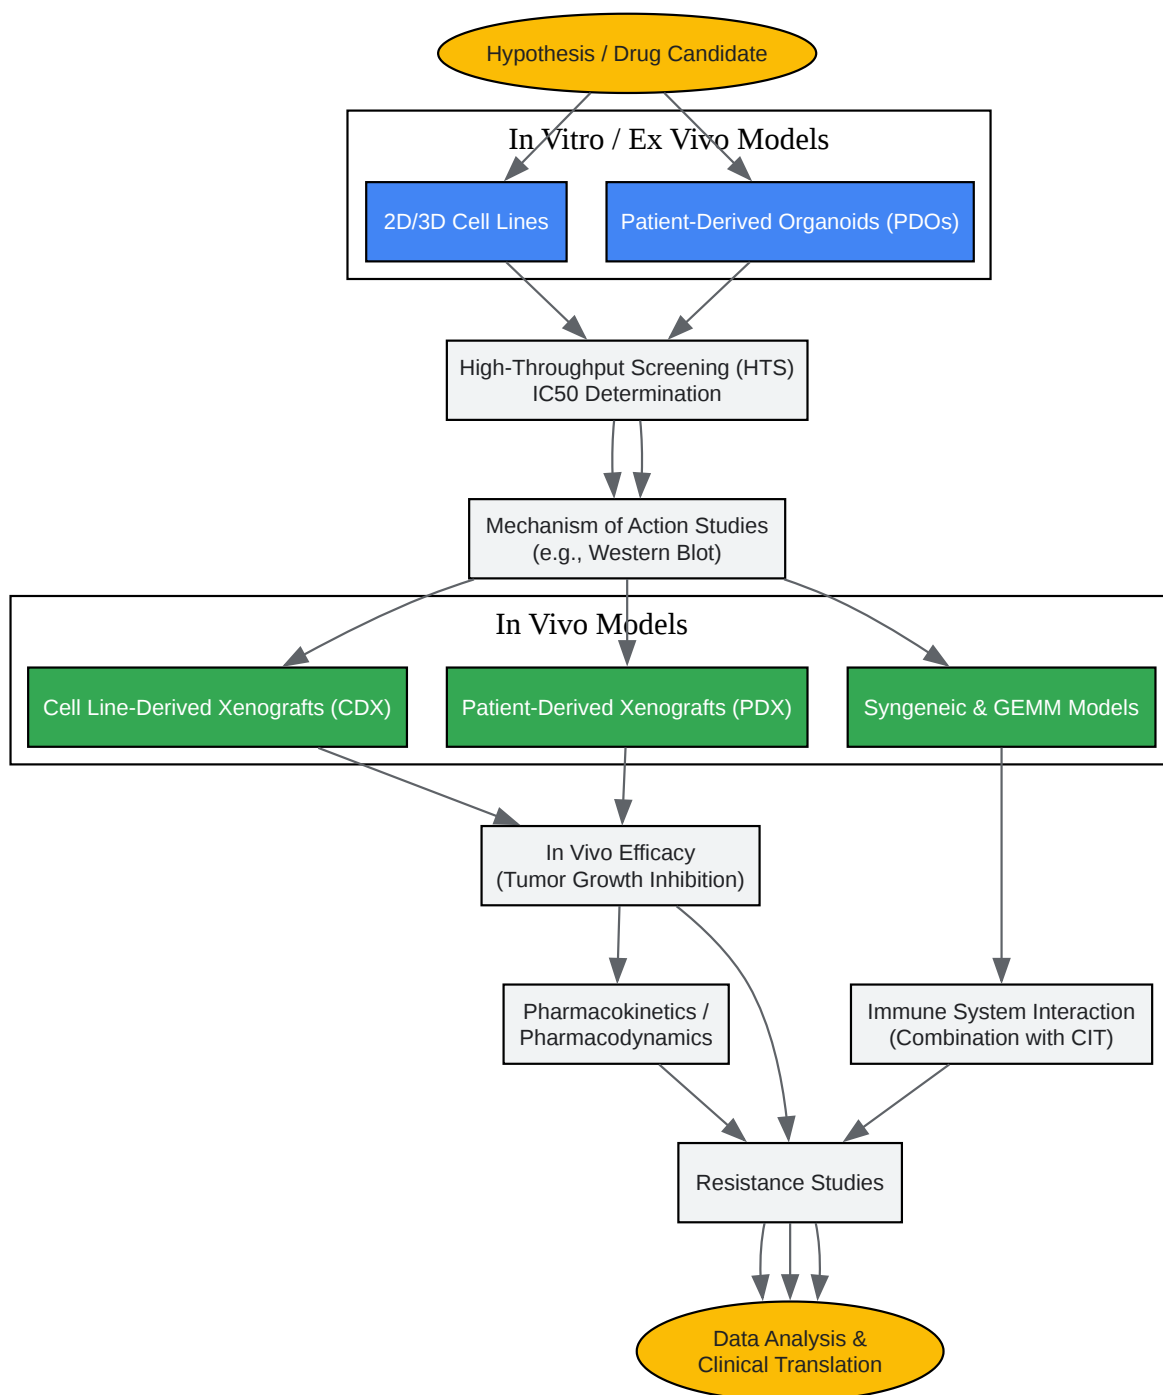 Hypothesis / Drug Candidate
In Vitro / Ex Vivo Models
2D/3D Cell Lines
Patient-Derived Organoids (PDOs)
High-Throughput Screening (HTS)
IC50 Determination
Mechanism of Action Studies
(e.g., Western Blot)
In Vivo Models
Cell Line-Derived Xenografts (CDX)
Patient-Derived Xenografts (PDX)
Syngeneic & GEMM Models
In Vivo Efficacy
(Tumor Growth Inhibition)
Pharmacokinetics /
Pharmacodynamics
Immune System Interaction
(Combination with CIT)
Resistance Studies
Data Analysis &
Clinical Translation